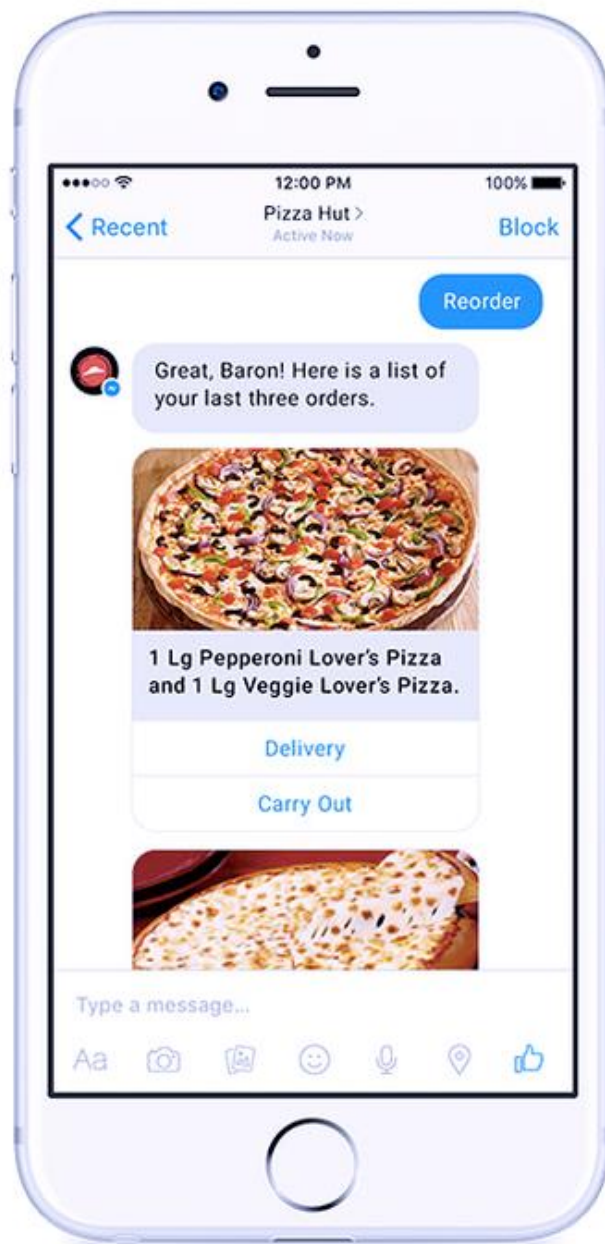 12:00 PM
100%
Recent
Pizza Hut >
Active Now
Block
Reorder
Great, Baron! Here is a list of
your last three orders.
1 Lg Pepperoni Lover's Pizza
and 1 Lg Veggie Lover's Pizza.
Delivery
Carry Out
Type a message...
Aa